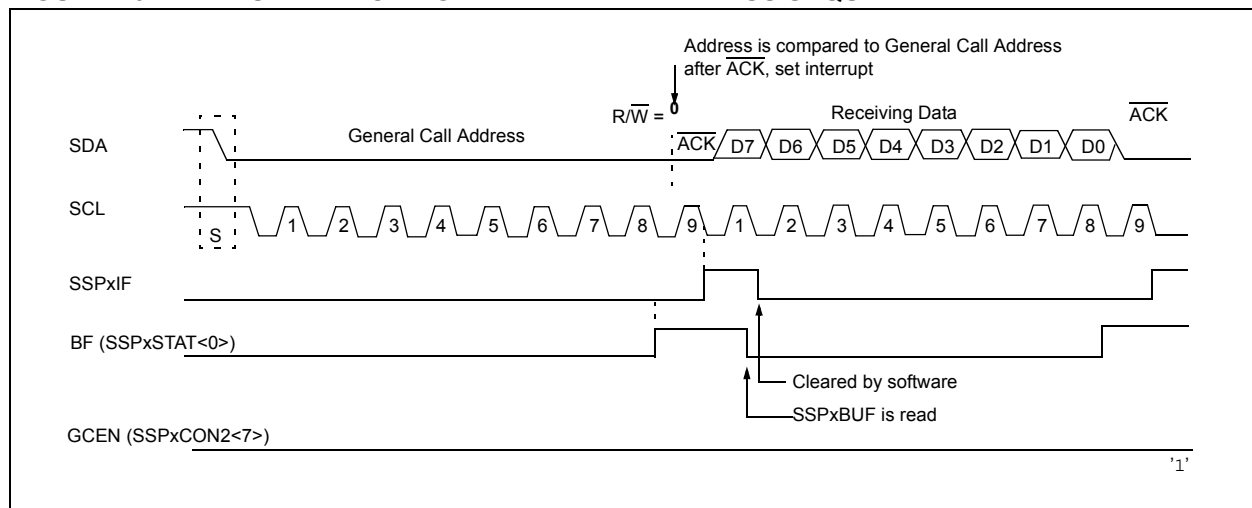 Address is compared to General Call Address
after ACK, set interrupt
R/W = 0
General Call Address
Receiving Data
ACK
SDA
ACK D7 D6 D5 D4 D3 D2 D1 D0
SCL
S
1 2 3 4 5 6 7 8 9 1 2 3 4 5 6 7 8 9
SSPxIF
BF (SSPxSTAT<0>)
Cleared by software
SSPxBUF is read
GCEN (SSPxCON2<7>)
'1'